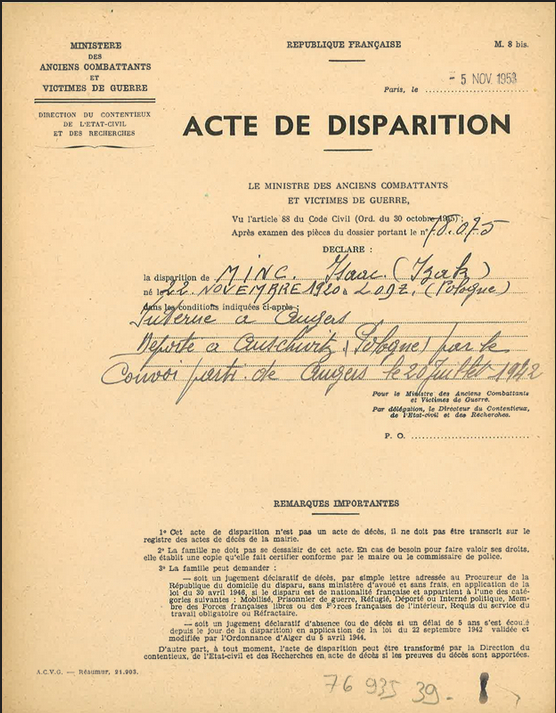 MINISTERE
DES
ANCIENS COMBATTANTS
ET
VICTIMES DE GUERRE
DIRECTION DU CONTENTIEUX
DE L'ETAT-CIVIL
ET DES RECHERCHES
REPUBLIQUE FRANÇAISE
M. 8 bis.
Paris, le - 5 NOV. 1953
ACTE DE DISPARITION
LE MINISTRE DES ANCIENS COMBATTANTS
ET VICTIMES DE GUERRE,
Vu l'article 88 du Code Civil (Ord. du 30 octobre 1945) ;
Après examen des pièces du dossier portant le n° 78.075
DECLARE :
la disparition de MINC. Isaac. (Izak)
né le 22. NOVEMBRE 1920 à LODZ. (Pologne)
dans les conditions indiquées ci-après :
Interné à Angers
Déporté à Auschwitz (Pologne) par le
Convoi parti de Angers le 20 Juillet 1942
Pour le Ministre des Anciens Combattants
et Victimes de Guerre.
Par délégation, le Directeur du Contentieux,
de l'Etat-civil et des Recherches.
P. O.
REMARQUES IMPORTANTES
1° Cet acte de disparition n'est pas un acte de décès, il ne doit pas être transcrit sur le
registre des actes de décès de la mairie.
2° La famille ne doit pas se dessaisir de cet acte. En cas de besoin pour faire valoir ses droits,
elle établit une copie qu'elle fait certifier conforme par le maire ou le commissaire de police.
3° La famille peut demander :
— soit un jugement déclaratif de décès, par simple lettre adressée au Procureur de la
République du domicile du disparu, sans ministère d'avoué et sans frais, en application de la
loi du 30 avril 1946, si le disparu est de nationalité française et appartient à l'une des caté-
gories suivantes : Mobilisé, Prisonnier de guerre, Réfugié, Déporté ou Interné politique, Mem-
bre des Forces françaises libres ou des Forces françaises de l'intérieur, Requis du Service du
travail obligatoire ou Réfractaire.
— soit un jugement déclaratif d'absence (ou de décès si un délai de 5 ans s'est écoulé
depuis le jour de la disparition) en application de la loi du 22 septembre 1942 validée et
modifiée par l'Ordonnance d'Alger du 5 avril 1944.
D'autre part, à tout moment, l'acte de disparition peut être transformé par la Direction du
contentieux, de l'Etat-civil et des Recherches en acte de décès si les preuves du décès sont apportées.
A.C.V.G. — Réaumur. 21.993.
76 935 39.